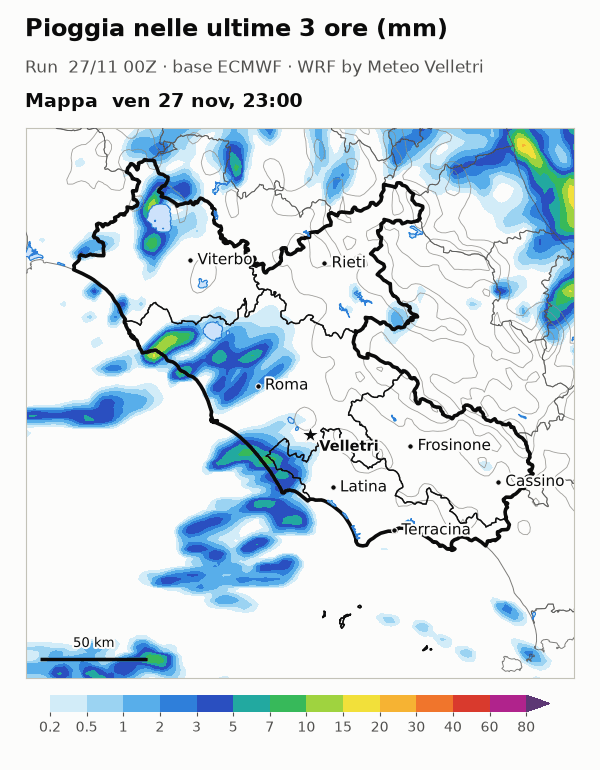 Pioggia nelle ultime 3 ore (mm)
Run  27/11 00Z · base ECMWF · WRF by Meteo Velletri
Mappa  ven 27 nov, 23:00
Viterbo
Rieti
Roma
Velletri
Frosinone
Latina
Cassino
Terracina
50 km
0.2 0.5 1 2 3 5 7 10 15 20 30 40 60 80